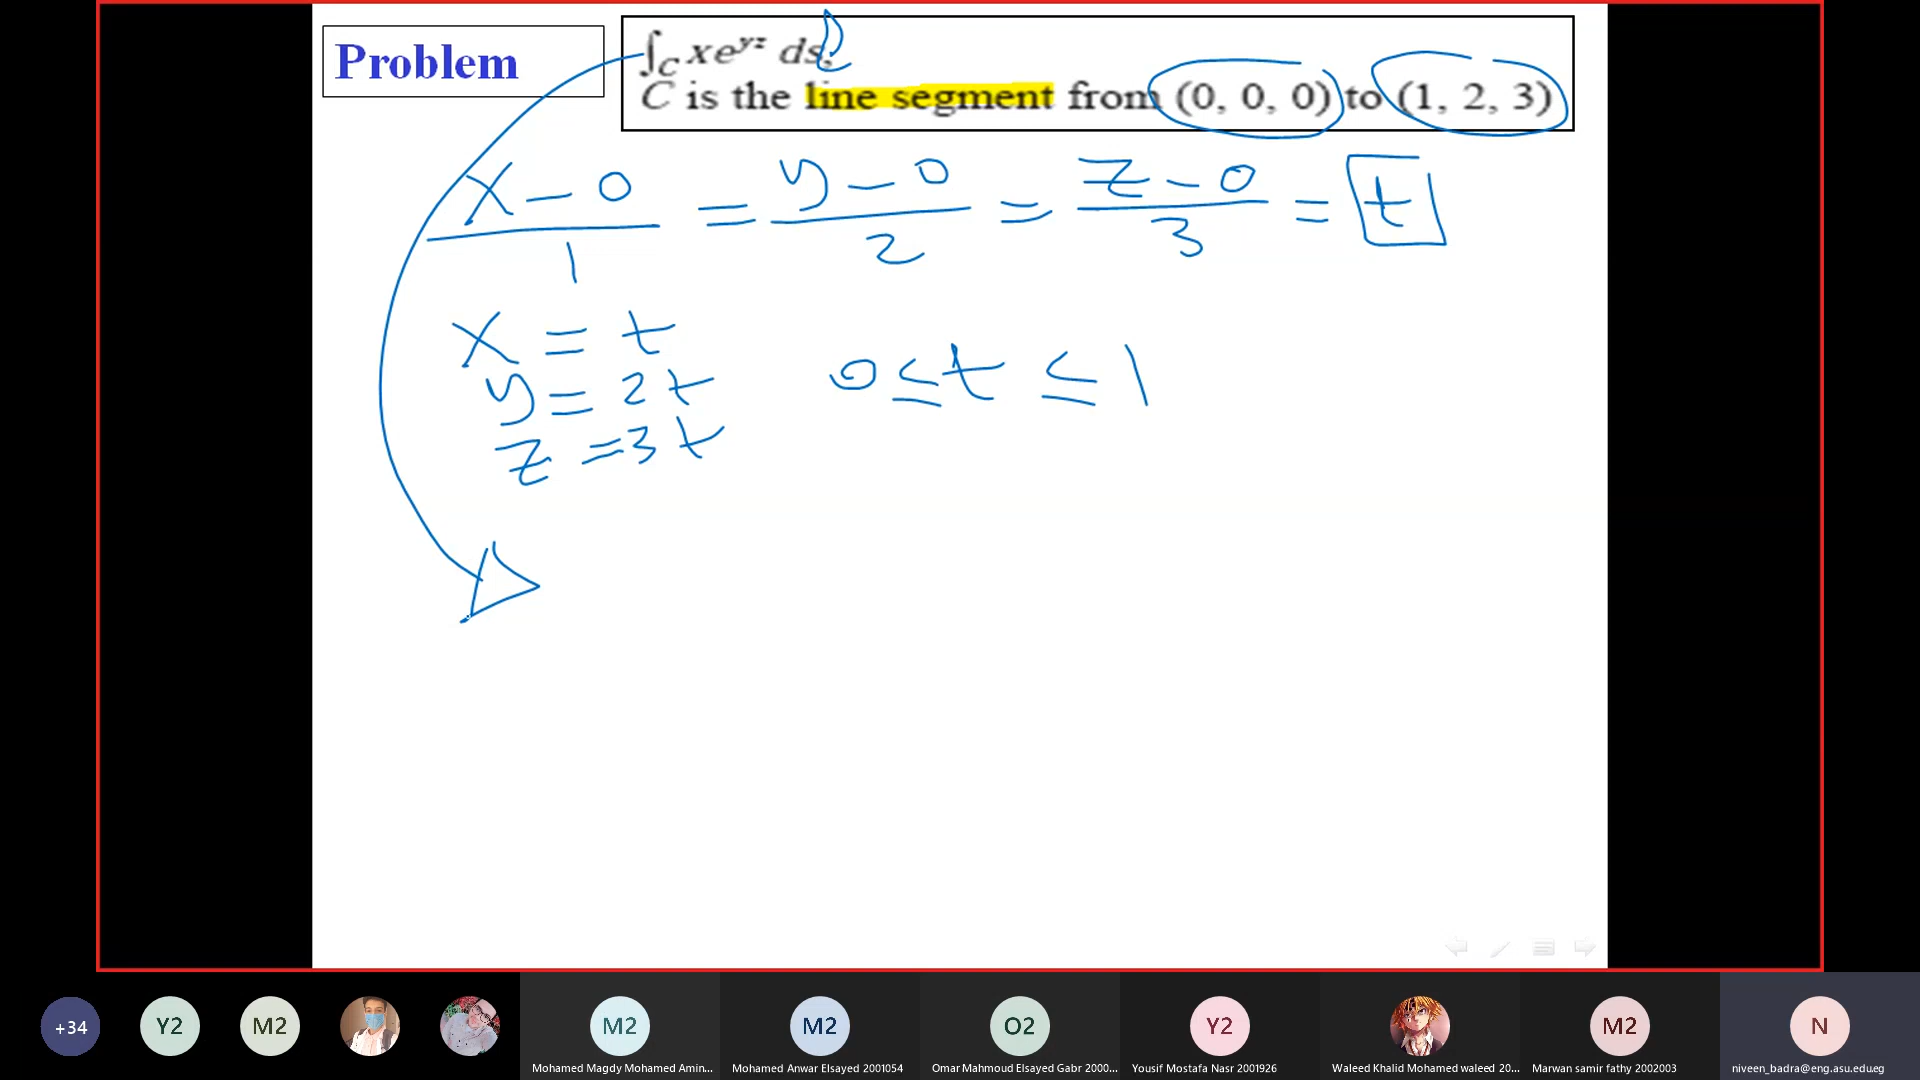 Problem
∫_C xe^{yz} ds,
C is the line segment from (0, 0, 0) to (1, 2, 3)
x - 0 / 1 = y - 0 / 2 = z - 0 / 3 = t
x = t
y = 2t
0 ≤ t ≤ 1
z = 3t
+34
Y2
M2
M2
M2
O2
Y2
M2
N
Mohamed Magdy Mohamed Amin...
Mohamed Anwar Elsayed 2001054
Omar Mahmoud Elsayed Gabr 2000...
Yousif Mostafa Nasr 2001926
Waleed Khalid Mohamed waleed 20...
Marwan samir fathy 2002003
niveen_badra@eng.asu.edu.eg